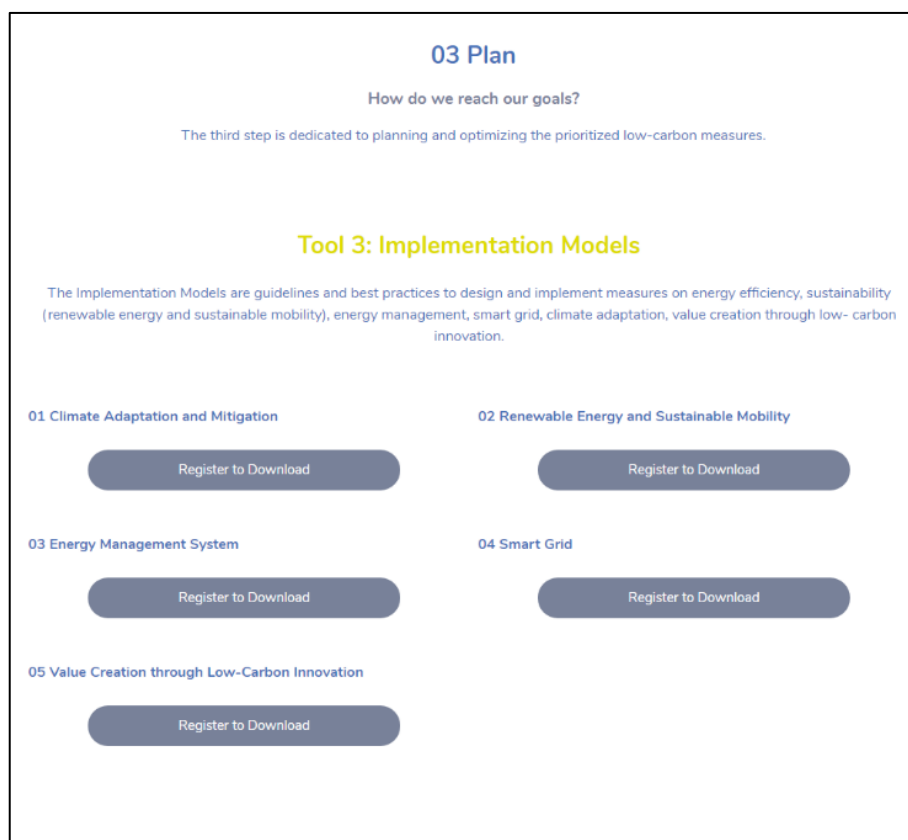 03 Plan
How do we reach our goals?
The third step is dedicated to planning and optimizing the prioritized low-carbon measures.
Tool 3: Implementation Models
The Implementation Models are guidelines and best practices to design and implement measures on energy efficiency, sustainability
(renewable energy and sustainable mobility), energy management, smart grid, climate adaptation, value creation through low- carbon
innovation.
01 Climate Adaptation and Mitigation
Register to Download
02 Renewable Energy and Sustainable Mobility
Register to Download
03 Energy Management System
Register to Download
04 Smart Grid
Register to Download
05 Value Creation through Low-Carbon Innovation
Register to Download